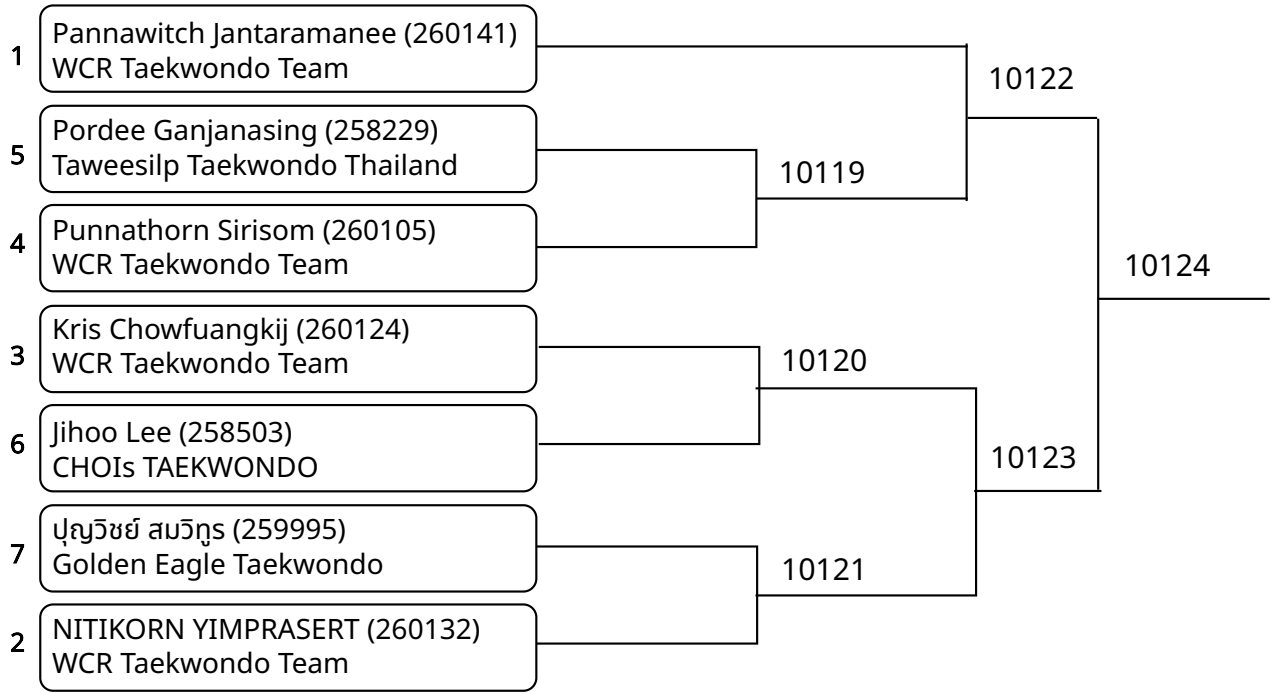 1
Pannawitch Jantaramanee (260141)
WCR Taekwondo Team
5
Pordee Ganjanasing (258229)
Taweesilp Taekwondo Thailand
4
Punnathorn Sirisom (260105)
WCR Taekwondo Team
3
Kris Chowfuangkij (260124)
WCR Taekwondo Team
6
Jihoo Lee (258503)
CHOIs TAEKWONDO
7
ปุญวิชย์ สมวิฑูร (259995)
Golden Eagle Taekwondo
2
NITIKORN YIMPRASERT (260132)
WCR Taekwondo Team
10119
10120
10121
10122
10123
10124